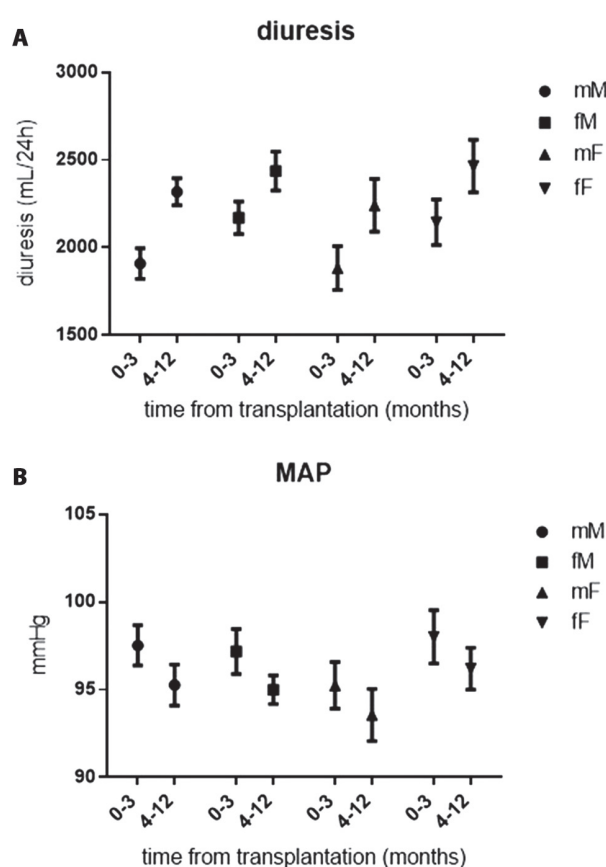 A
diuresis
diuresis (mL/24h)
3000
2500
2000
1500
0-3
4-12
0-3
4-12
0-3
4-12
0-3
4-12
time from transplantation (months)
mM
fM
mF
fF
B
MAP
mmHg
105
100
95
90
0-3
4-12
0-3
4-12
0-3
4-12
0-3
4-12
time from transplantation (months)
mM
fM
mF
fF